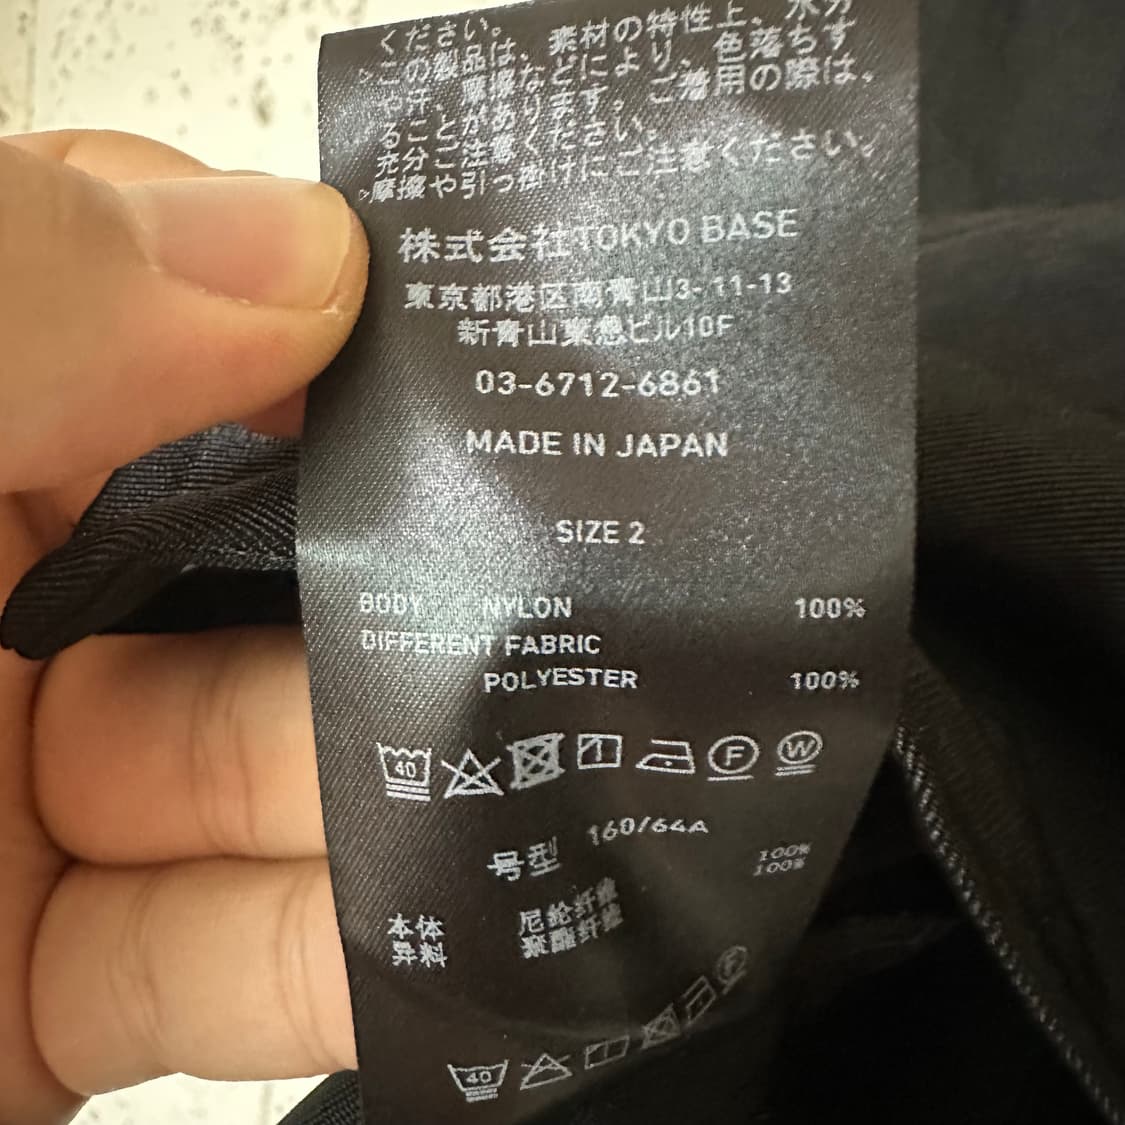 ください。
▷この製品は、素材の特性上、水分
や汗、摩擦などにより、色落ちす
ることがあります。ご着用の際は、
充分ご注意ください。
▷摩擦や引っ掛けにご注意ください。
株式会社TOKYO BASE
東京都港区南青山3-11-13
新青山東急ビル10F
03-6712-6861
MADE IN JAPAN
SIZE 2
BODY NYLON 100%
DIFFERENT FABRIC
POLYESTER 100%
40 F W
号型 160/64A
本体 尼纶纤维 100%
异料 聚酯纤维 100%
40 F